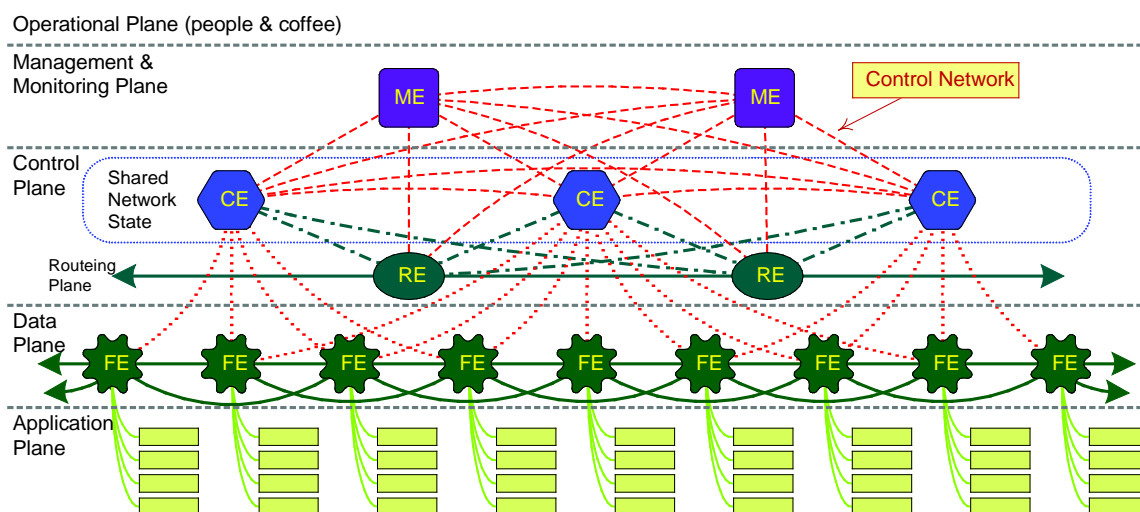 Operational Plane (people & coffee)
Management &
Monitoring Plane
ME
ME
Control Network
Control
Plane
Shared
Network
State
CE
CE
CE
Routeing
Plane
RE
RE
Data
Plane
FE
FE
FE
FE
FE
FE
FE
FE
FE
Application
Plane